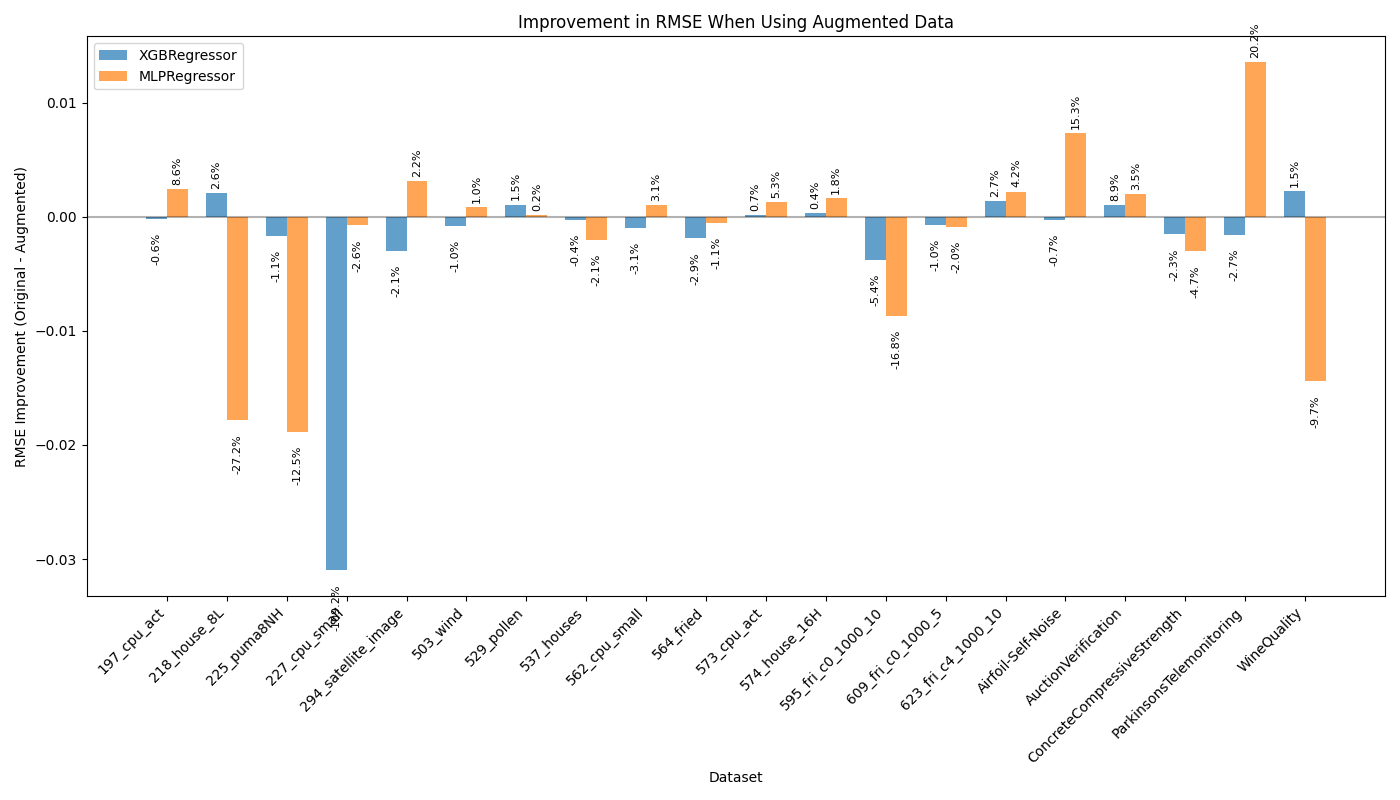 Improvement in RMSE When Using Augmented Data
XGBRegressor
MLPRegressor
RMSE Improvement (Original - Augmented)
0.01
0.00
−0.01
−0.02
−0.03
-0.6%
8.6%
2.6%
-27.2%
-1.1%
-12.5%
-2.6%
-2.1%
2.2%
-1.0%
1.0%
1.5%
0.2%
-0.4%
-2.1%
-3.1%
3.1%
-2.9%
-1.1%
0.7%
5.3%
0.4%
1.8%
-5.4%
-16.8%
-1.0%
-2.0%
2.7%
4.2%
-0.7%
15.3%
8.9%
3.5%
-2.3%
-4.7%
-2.7%
20.2%
1.5%
-9.7%
197_cpu_act
218_house_8L
225_puma8NH
227_cpu_small
294_satellite_image
503_wind
529_pollen
537_houses
562_cpu_small
564_fried
573_cpu_act
574_house_16H
595_fri_c0_1000_10
609_fri_c0_1000_5
623_fri_c4_1000_10
Airfoil-Self-Noise
AuctionVerification
ConcreteCompressiveStrength
ParkinsonsTelemonitoring
WineQuality
Dataset